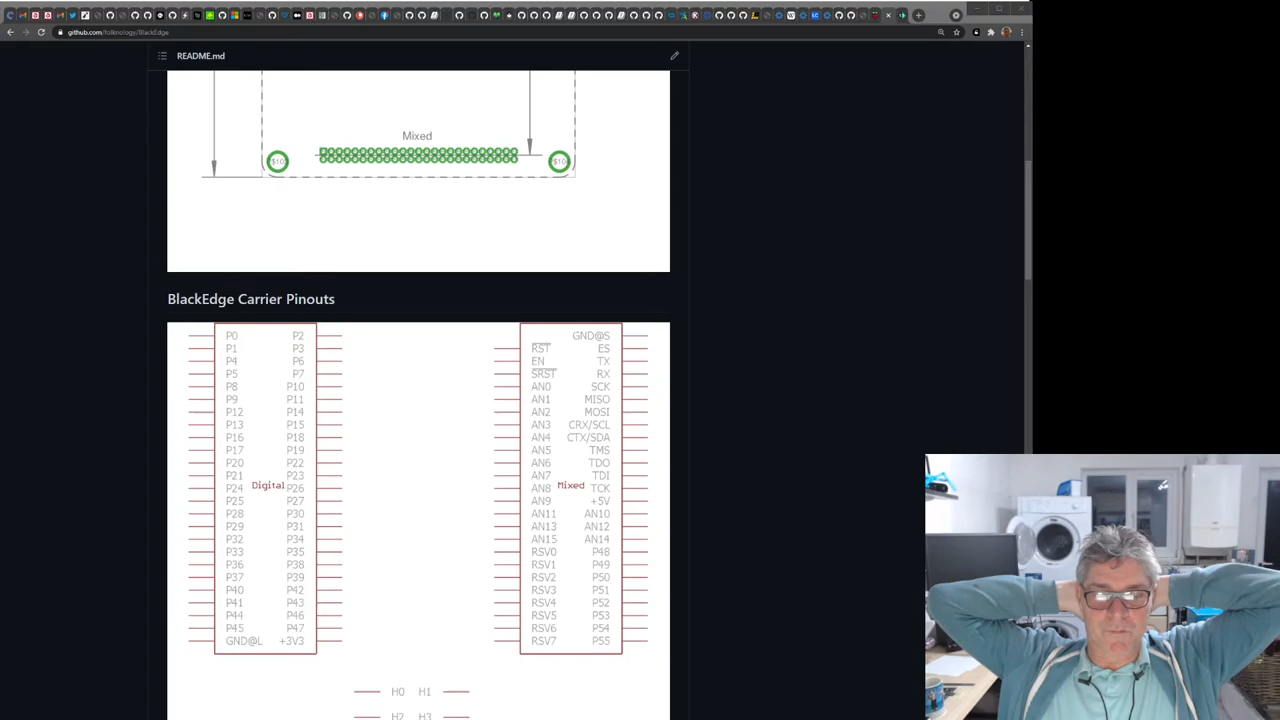 github.com/folknology/BlackEdge
README.md
Mixed
BlackEdge Carrier Pinouts
P0 P2 GND@S
P1 P3 RST ES
P4 P6 EN TX
P5 P7 SRST RX
P8 P10 AN0 SCK
P9 P11 AN1 MISO
P12 P14 AN2 MOSI
P13 P15 AN3 CRX/SCL
P16 P18 AN4 CTX/SDA
P17 P19 AN5 TMS
P20 P22 AN6 TDO
P21 P23 AN7 TDI
Digital Mixed
P24 P26 AN8 TCK
P25 P27 AN9 +5V
P28 P30 AN11 AN10
P29 P31 AN13 AN12
P32 P34 AN15 AN14
P33 P35 RSV0 P48
P36 P38 RSV1 P49
P37 P39 RSV2 P50
P40 P42 RSV3 P51
P41 P43 RSV4 P52
P44 P46 RSV5 P53
P45 P47 RSV6 P54
GND@L +3V3 RSV7 P55
H0 H1
H2 H3